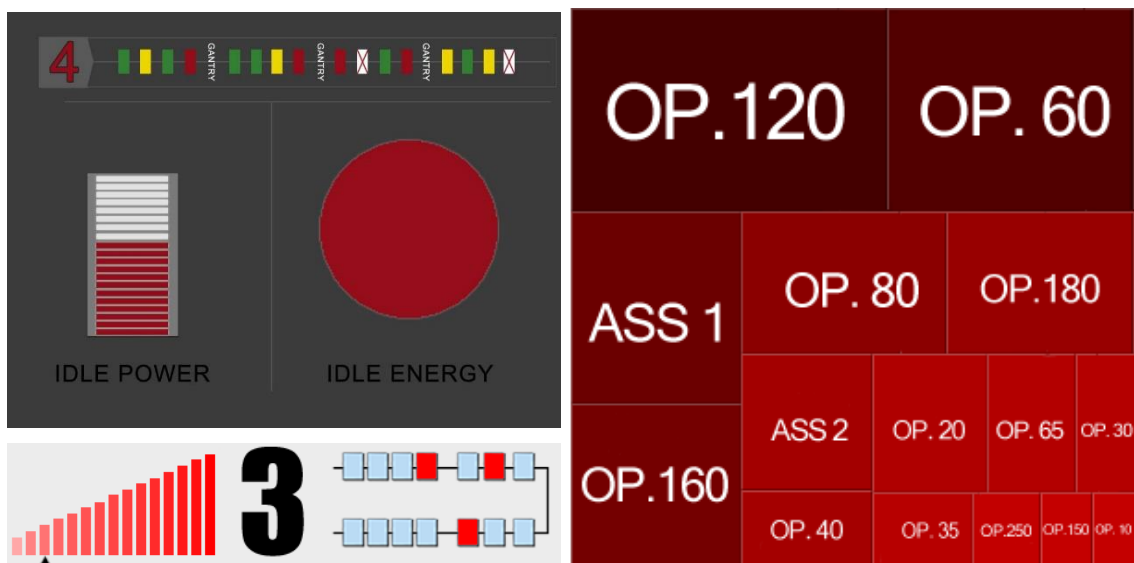 4
GANTRY
GANTRY
GANTRY
IDLE POWER
IDLE ENERGY
3
OP.120
OP. 60
ASS 1
OP. 80
OP.180
OP.160
ASS 2
OP. 20
OP. 65
OP. 30
OP. 40
OP. 35
OP.250
OP.150
OP. 10